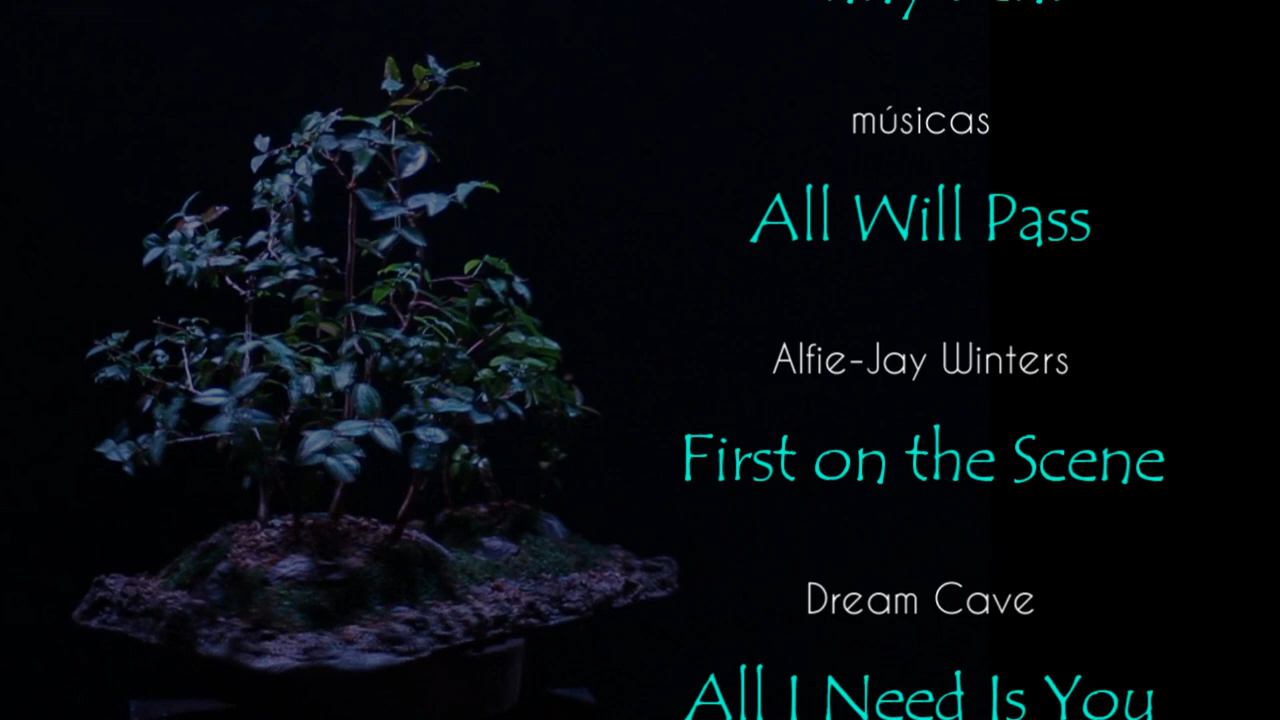 músicas
All Will Pass
Alfie-Jay Winters
First on the Scene
Dream Cave
All I Need Is You